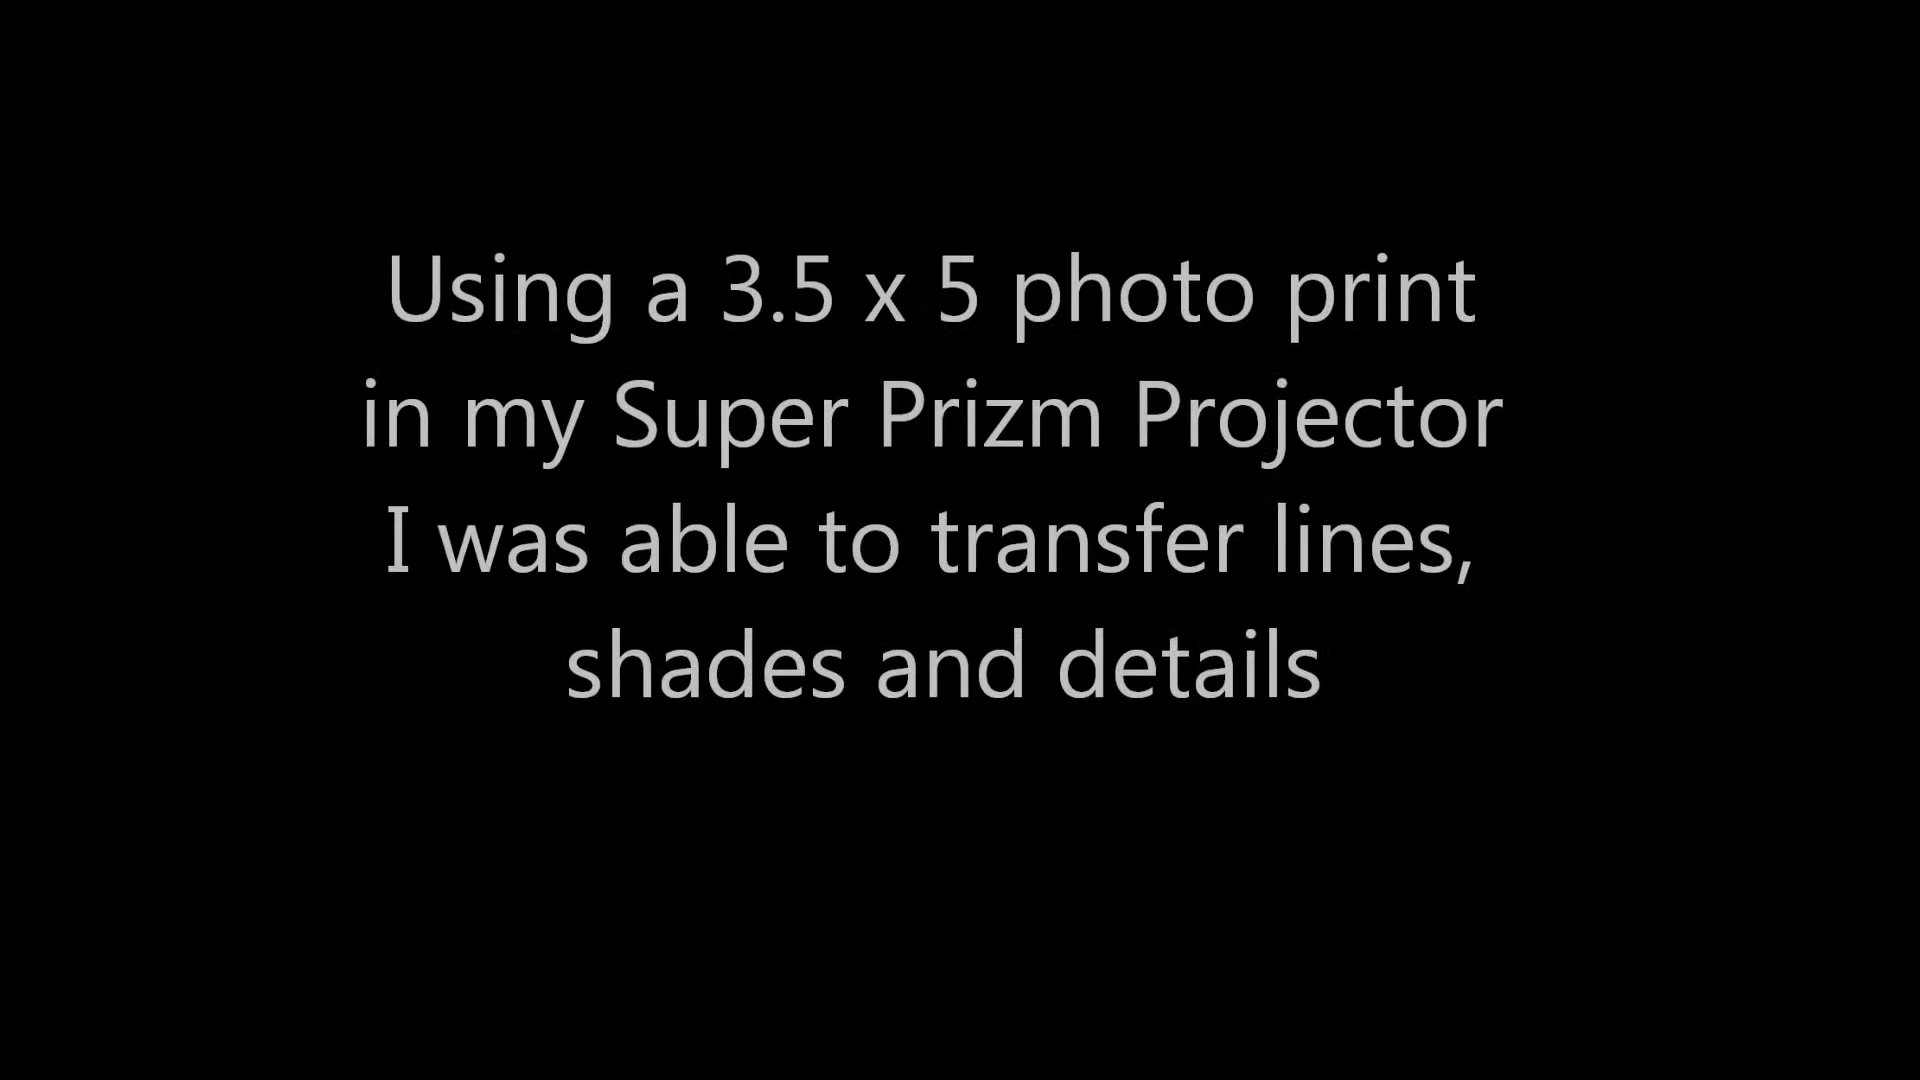 Using a 3.5 x 5 photo print
in my Super Prizm Projector
I was able to transfer lines,
shades and details